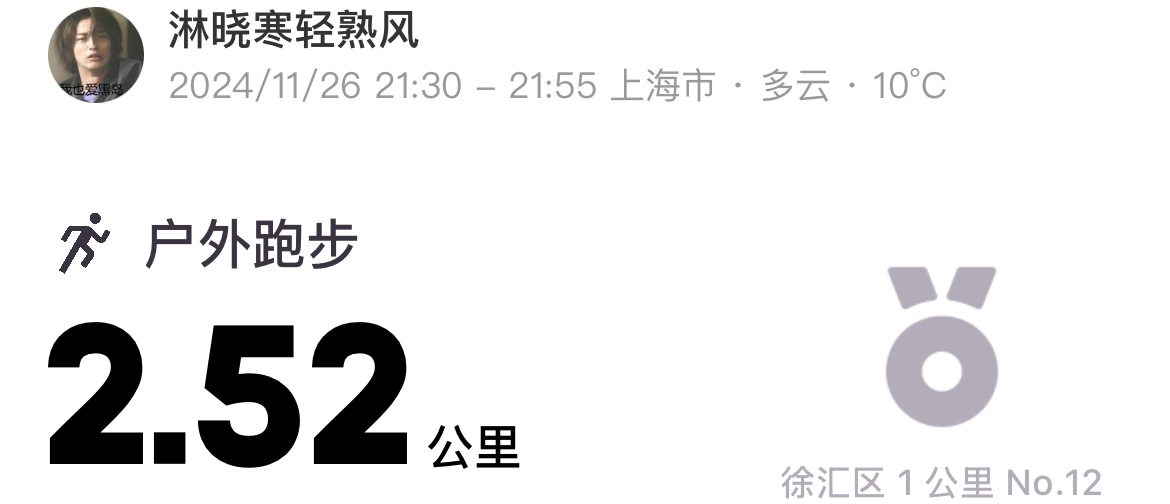 淋晓寒轻熟风
我也爱黑岛
2024/11/26 21:30 – 21:55 上海市 · 多云 · 10°C
户外跑步
2.52 公里
徐汇区 1 公里 No.12